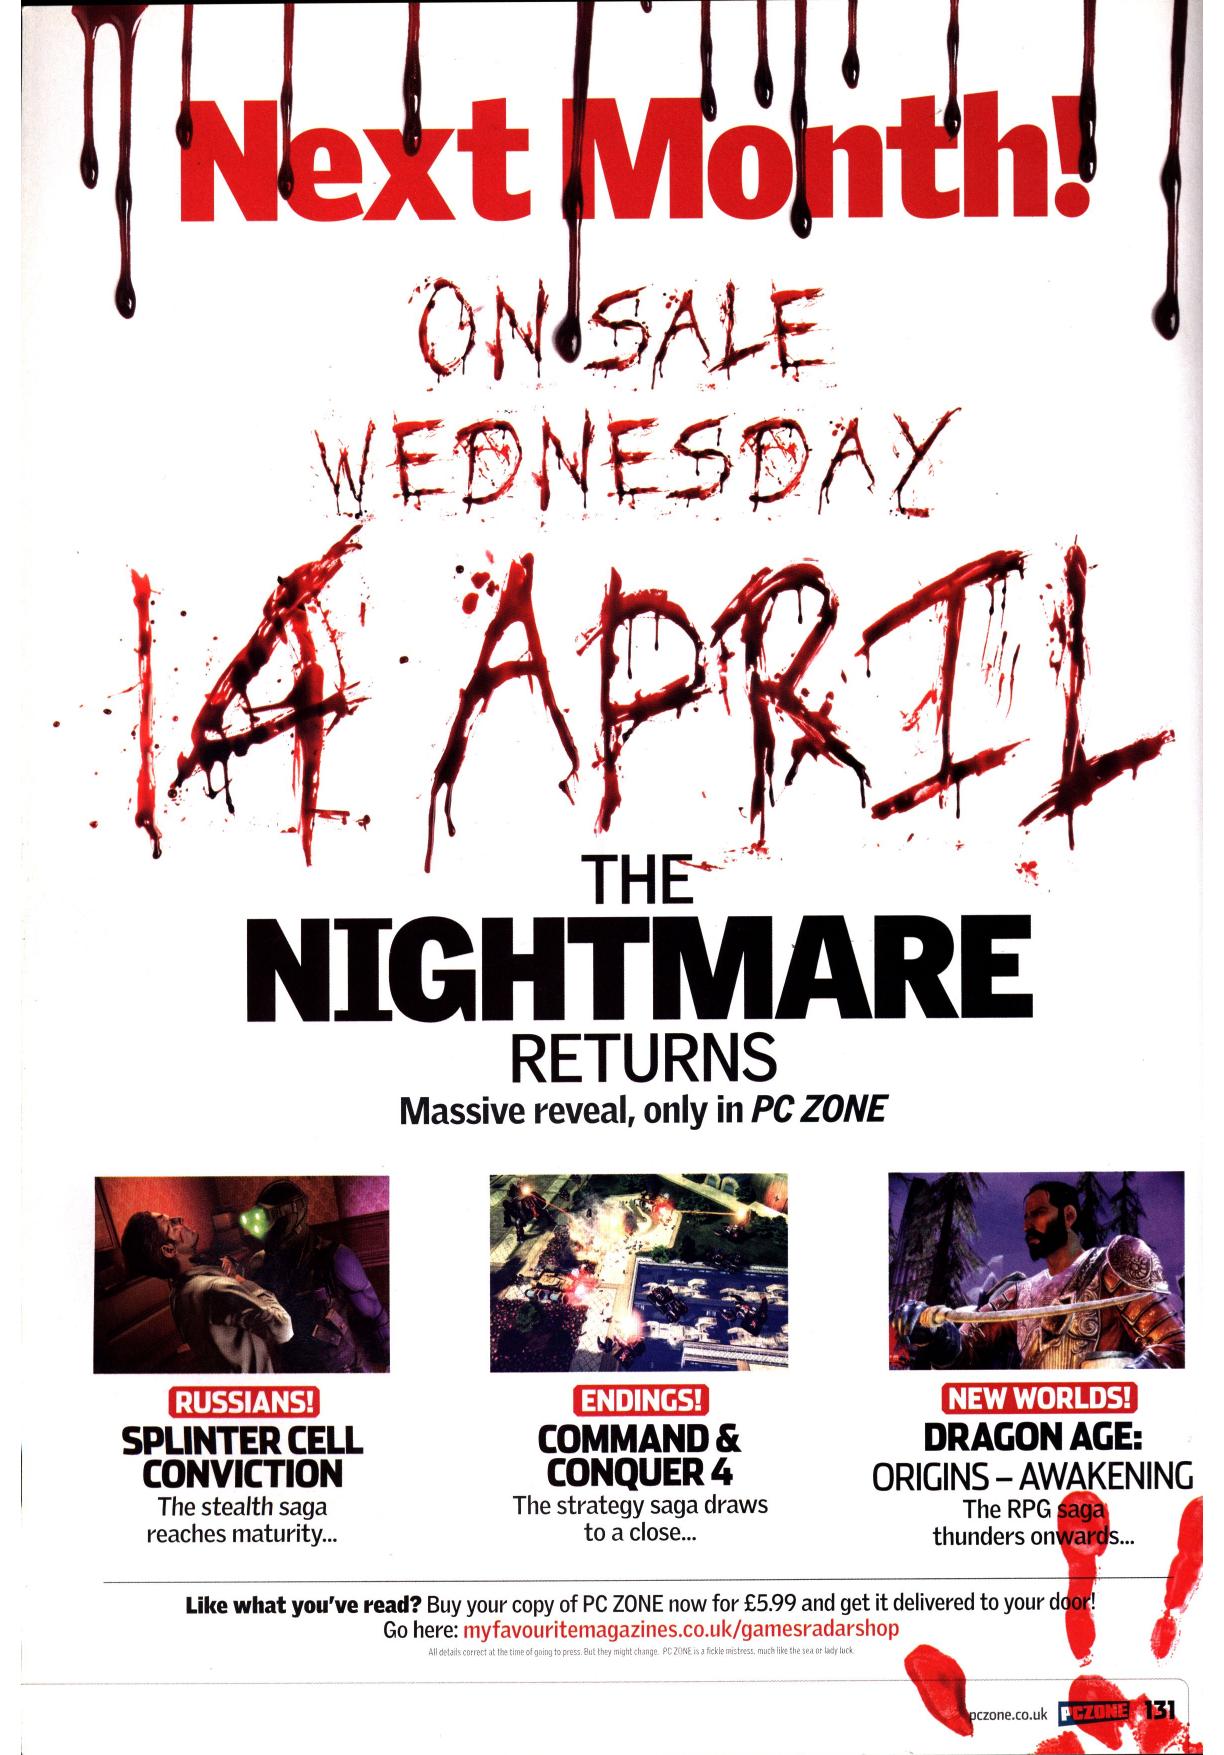 Next Month!
ON SALE
WEDNESDAY
14 APRIL
THE
NIGHTMARE
RETURNS
Massive reveal, only in PC ZONE
RUSSIANS!
SPLINTER CELL
CONVICTION
The stealth saga
reaches maturity...
ENDINGS!
COMMAND &
CONQUER 4
The strategy saga draws
to a close...
NEW WORLDS!
DRAGON AGE:
ORIGINS – AWAKENING
The RPG saga
thunders onwards...
Like what you've read? Buy your copy of PC ZONE now for £5.99 and get it delivered to your door!
Go here: myfavouritemagazines.co.uk/gamesradarshop
All details correct at the time of going to press. But they might change. PC ZONE is a fickle mistress, much like the sea or lady luck.
pczone.co.uk PCZONE 131